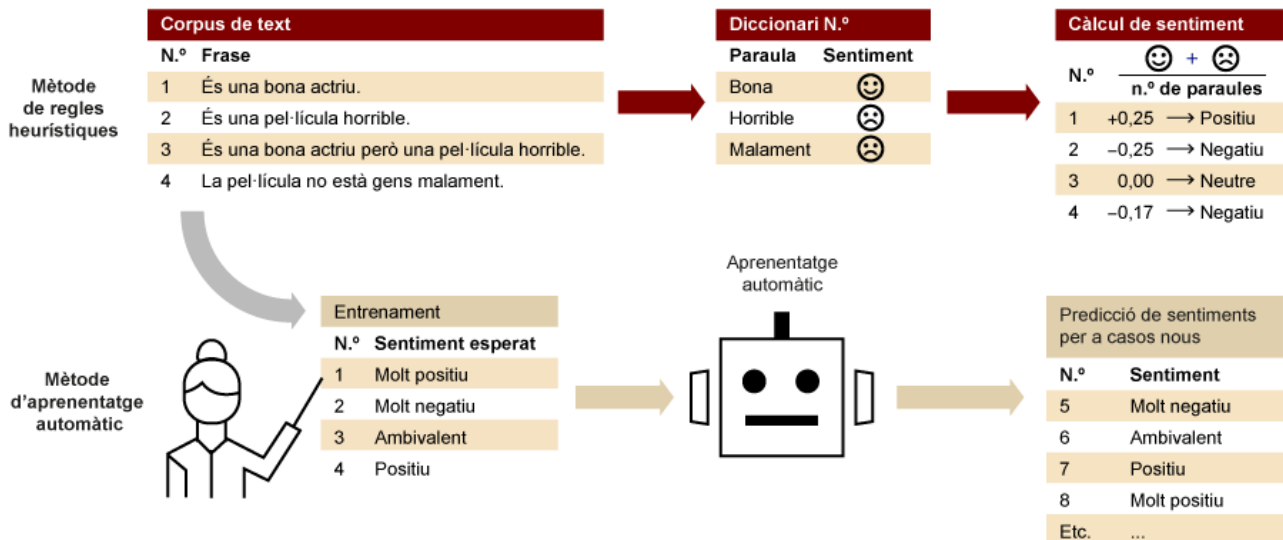 Mètode
de regles
heurístiques
Corpus de text
N.º Frase
1 És una bona actriu.
2 És una pel·lícula horrible.
3 És una bona actriu però una pel·lícula horrible.
4 La pel·lícula no està gens malament.
Diccionari N.º
Paraula Sentiment
Bona
Horrible
Malament
Càlcul de sentiment
N.º
+
n.º de paraules
1 +0,25 → Positiu
2 −0,25 → Negatiu
3 0,00 → Neutre
4 −0,17 → Negatiu
Mètode
d’aprenentatge
automàtic
Entrenament
N.º Sentiment esperat
1 Molt positiu
2 Molt negatiu
3 Ambivalent
4 Positiu
Aprenentatge
automàtic
Predicció de sentiments
per a casos nous
N.º Sentiment
5 Molt negatiu
6 Ambivalent
7 Positiu
8 Molt positiu
Etc. ...